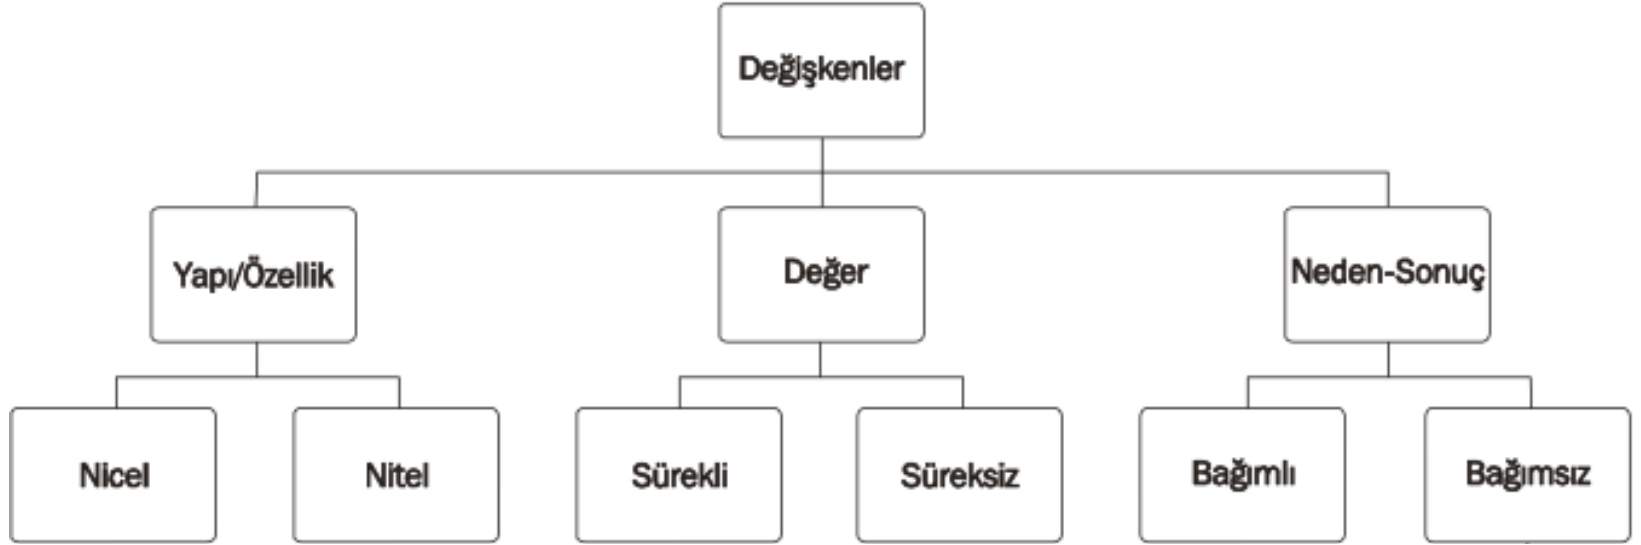 Değişkenler
Yapı/Özellik
Değer
Neden-Sonuç
Nicel
Nitel
Sürekli
Süreksiz
Bağımlı
Bağımsız